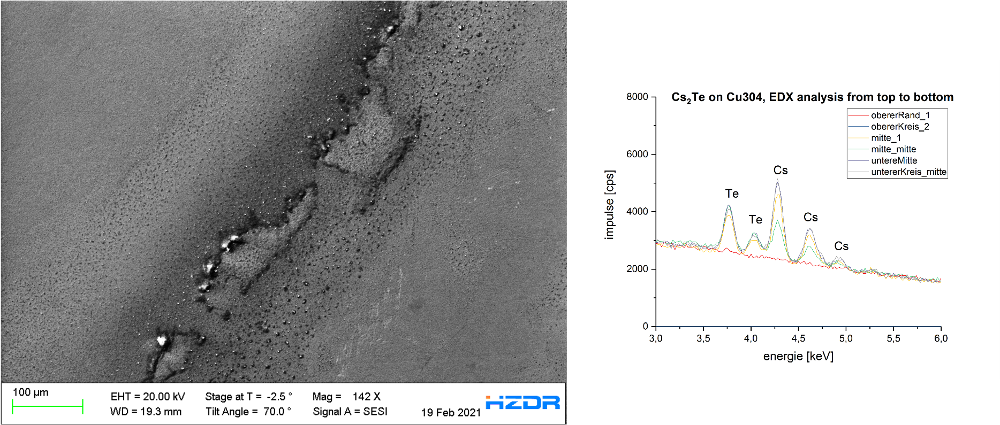 100 µm
EHT = 20.00 kV
WD = 19.3 mm
Stage at T = -2.5 °
Tilt Angle = 70.0 °
Mag = 142 X
Signal A = SESI
19 Feb 2021
HZDR
Cs₂Te on Cu304, EDX analysis from top to bottom
obererRand_1
obererKreis_2
mitte_1
mitte_mitte
untereMitte
untererKreis_mitte
Te
Te
Cs
Cs
Cs
impulse [cps]
8000
6000
4000
2000
0
3,0 3,5 4,0 4,5 5,0 5,5 6,0
energie [keV]